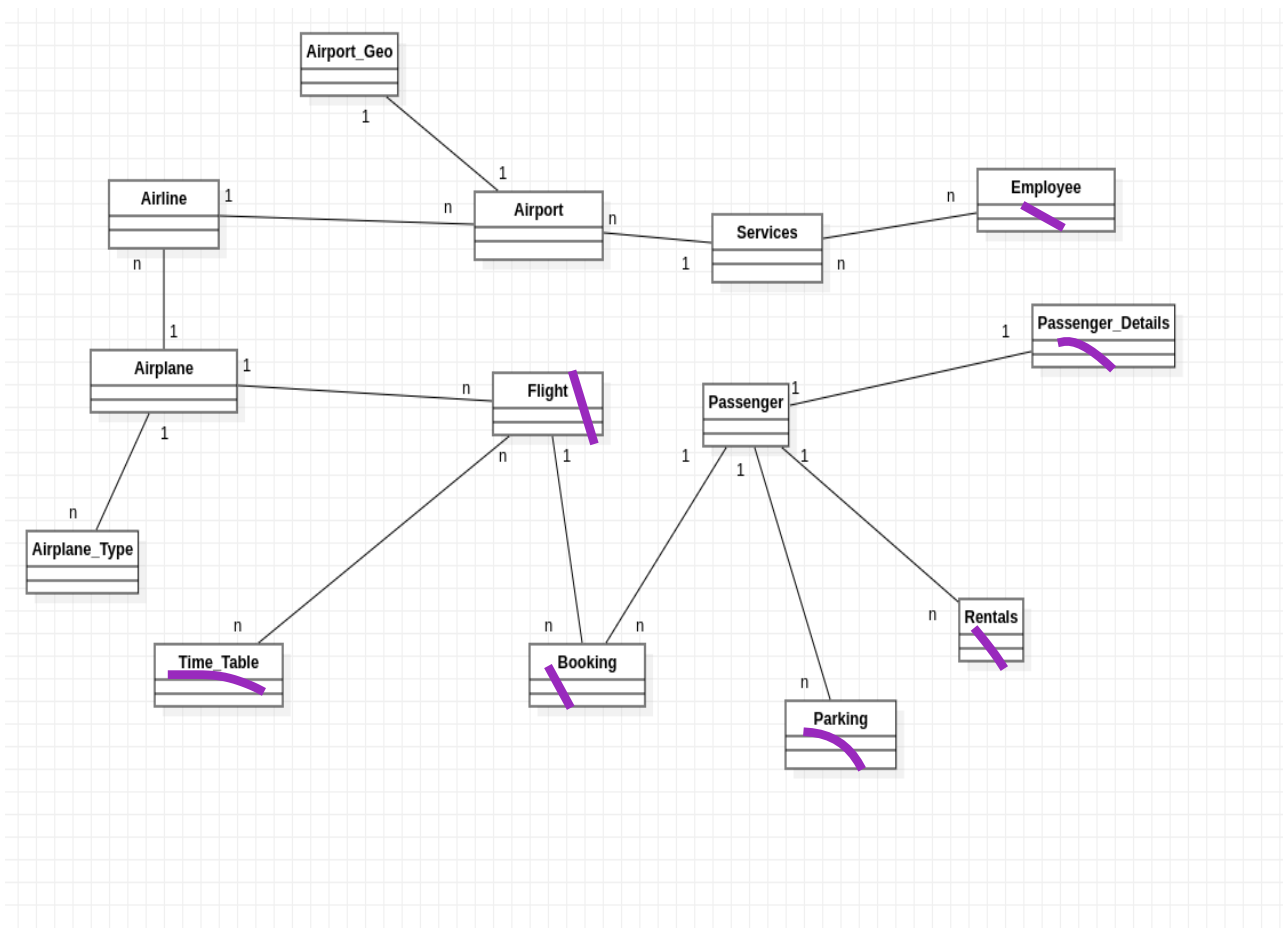 Airport_Geo
1
1
Airline
1
n
Airport
n
1
Services
n
n
Employee
n
1
Airplane
1
n
Flight
1
n
Airplane_Type
n
1
Passenger
1
1
Passenger_Details
1
1
1
n
n
Time_Table
n
n
Booking
n
Parking
n
Rentals